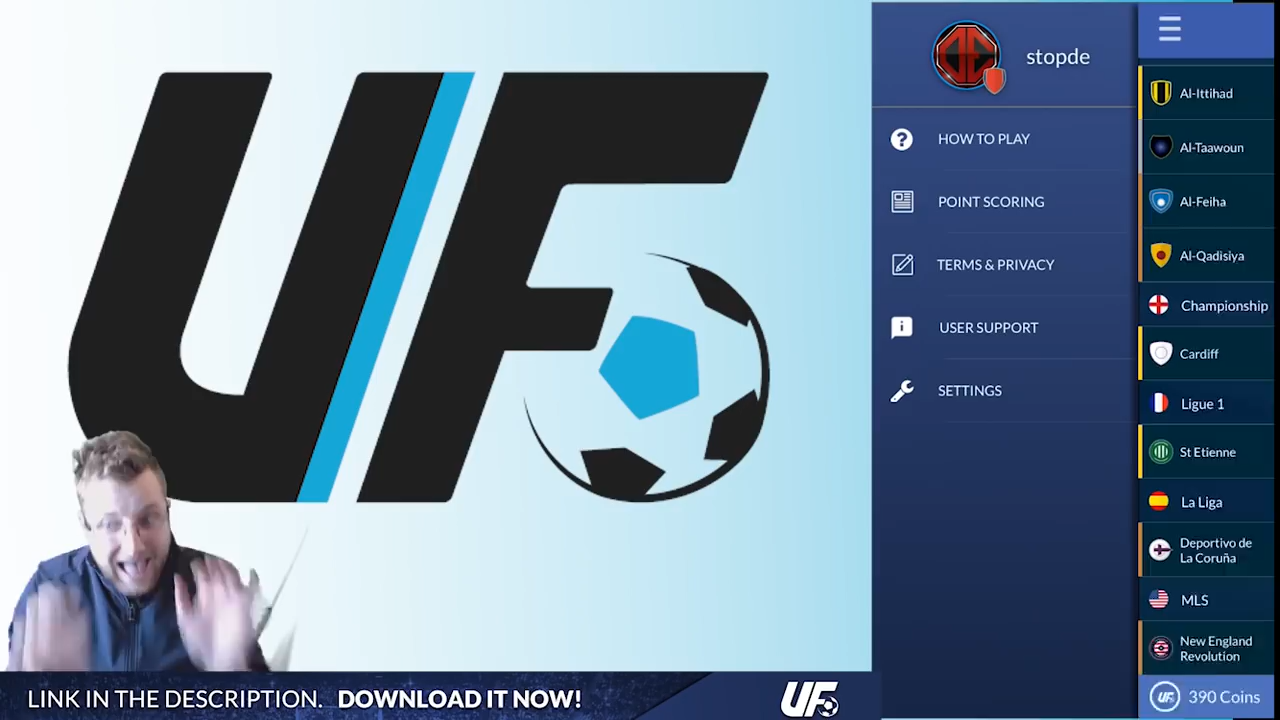 UF
stopde
HOW TO PLAY
POINT SCORING
TERMS & PRIVACY
USER SUPPORT
SETTINGS
Al-Ittihad
Al-Taawoun
Al-Feiha
Al-Qadisiya
Championship
Cardiff
Ligue 1
St Etienne
La Liga
Deportivo de
La Coruña
MLS
New England
Revolution
UF 390 Coins
LINK IN THE DESCRIPTION. DOWNLOAD IT NOW! UF